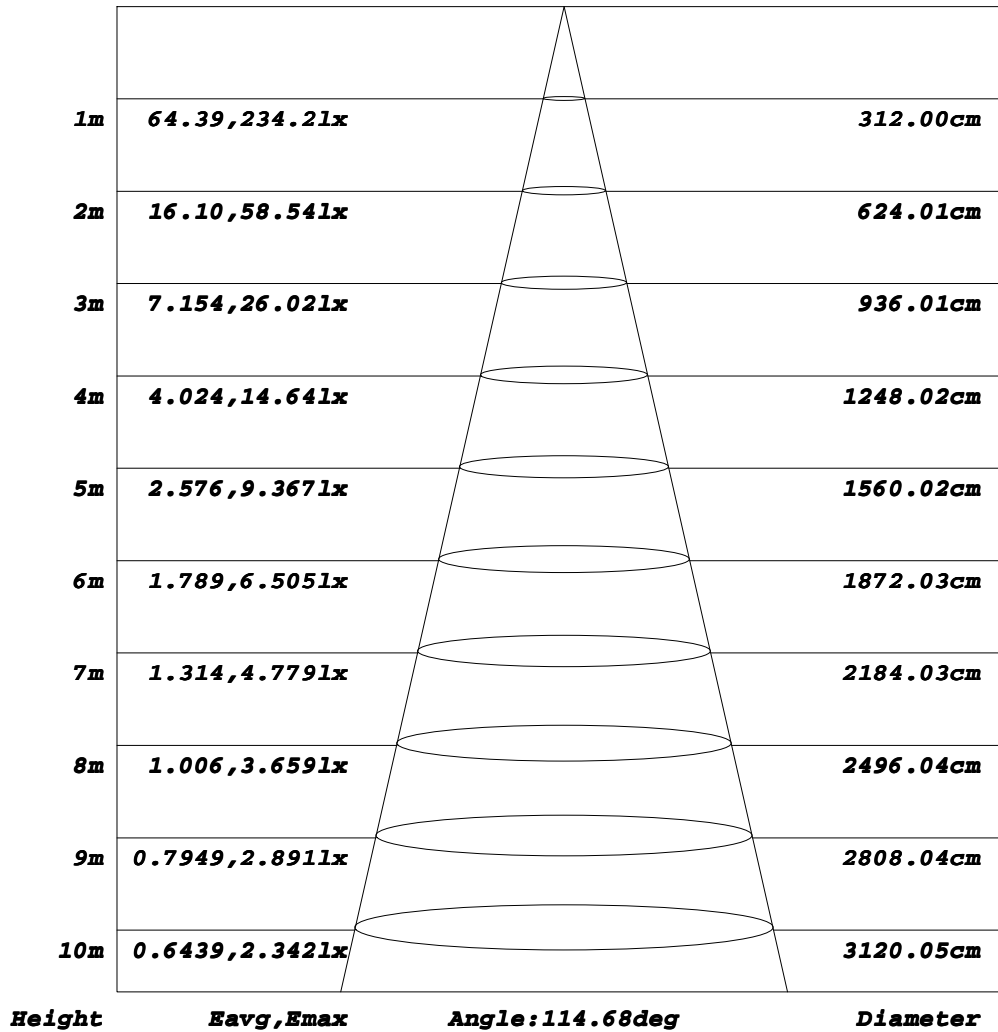 1m 64.39,234.2lx 312.00cm
2m 16.10,58.54lx 624.01cm
3m 7.154,26.02lx 936.01cm
4m 4.024,14.64lx 1248.02cm
5m 2.576,9.367lx 1560.02cm
6m 1.789,6.505lx 1872.03cm
7m 1.314,4.779lx 2184.03cm
8m 1.006,3.659lx 2496.04cm
9m 0.7949,2.891lx 2808.04cm
10m 0.6439,2.342lx 3120.05cm
Height Eavg,Emax Angle:114.68deg Diameter